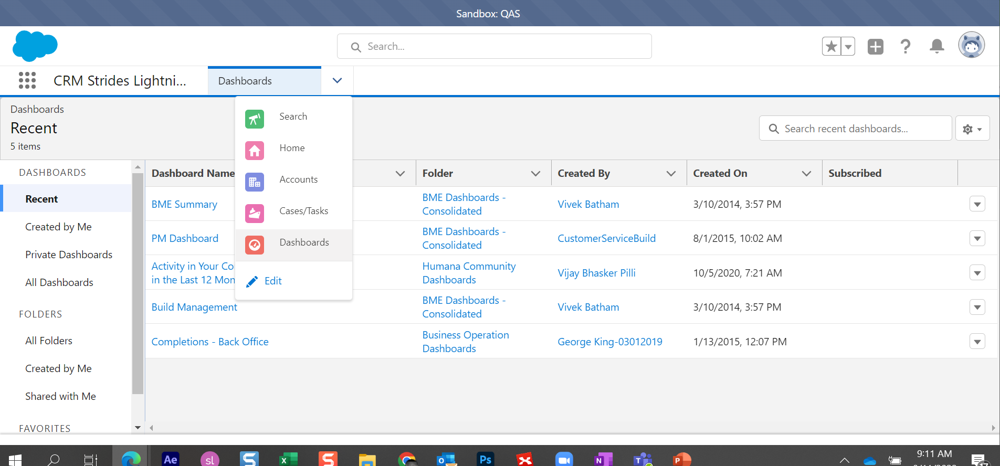 Sandbox: QAS
Search...
CRM Strides Lightni...
Dashboards
Search
Home
Accounts
Cases/Tasks
Dashboards
Edit
Dashboards
Recent
5 items
Search recent dashboards...
DASHBOARDS
Recent
Created by Me
Private Dashboards
All Dashboards
FOLDERS
All Folders
Created by Me
Shared with Me
FAVORITES
Dashboard Name Folder Created By Created On Subscribed
BME Summary BME Dashboards - Vivek Batham 3/10/2014, 3:57 PM
Consolidated
PM Dashboard BME Dashboards - CustomerServiceBuild 8/1/2015, 10:02 AM
Consolidated
Activity in Your Co Humana Community Vijay Bhasker Pilli 10/5/2020, 7:21 AM
in the Last 12 Mon Dashboards
Build Management BME Dashboards - Vivek Batham 3/10/2014, 3:57 PM
Consolidated
Completions - Back Office Business Operation George King-03012019 1/13/2015, 12:07 PM
Dashboards
Ae sl S X S Ps N T P
9:11 AM
17